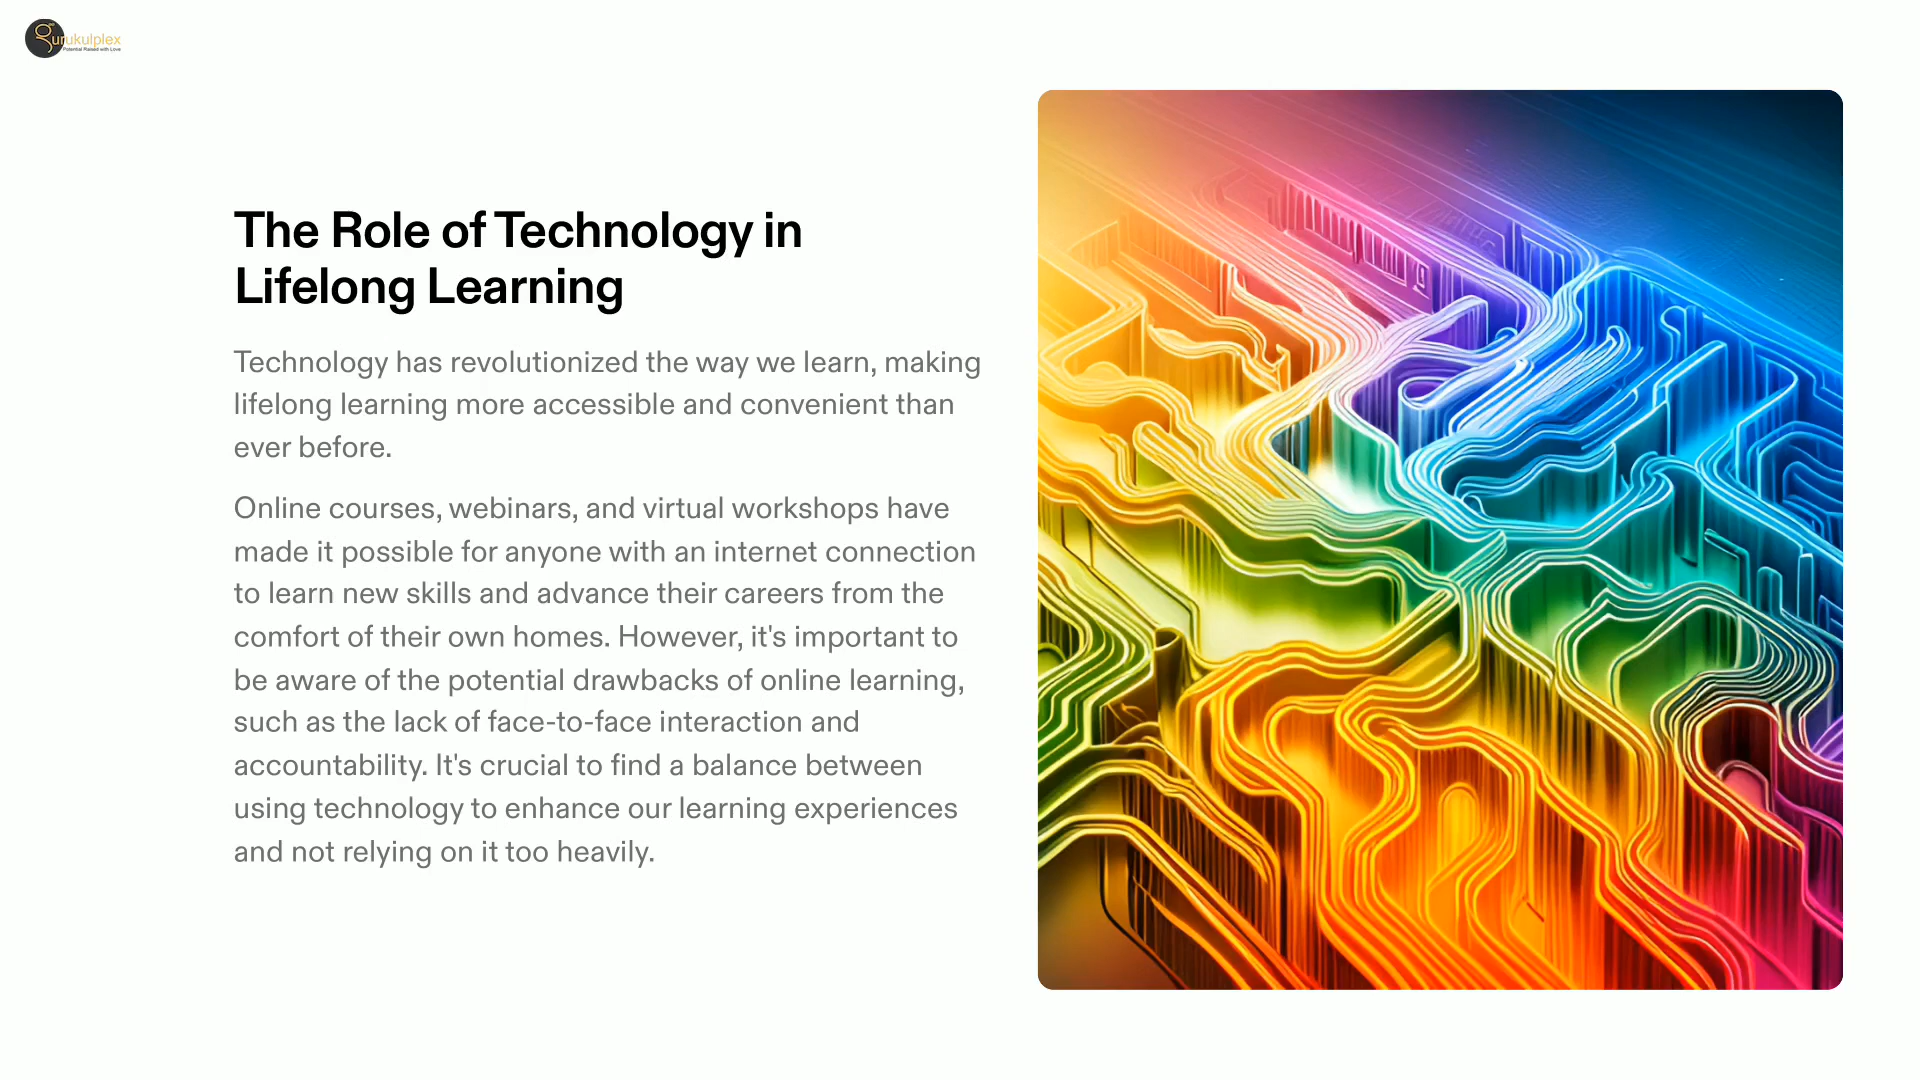 gurukulplex
Potential Raised with Love
The Role of Technology in
Lifelong Learning
Technology has revolutionized the way we learn, making
lifelong learning more accessible and convenient than
ever before.
Online courses, webinars, and virtual workshops have
made it possible for anyone with an internet connection
to learn new skills and advance their careers from the
comfort of their own homes. However, it's important to
be aware of the potential drawbacks of online learning,
such as the lack of face-to-face interaction and
accountability. It's crucial to find a balance between
using technology to enhance our learning experiences
and not relying on it too heavily.